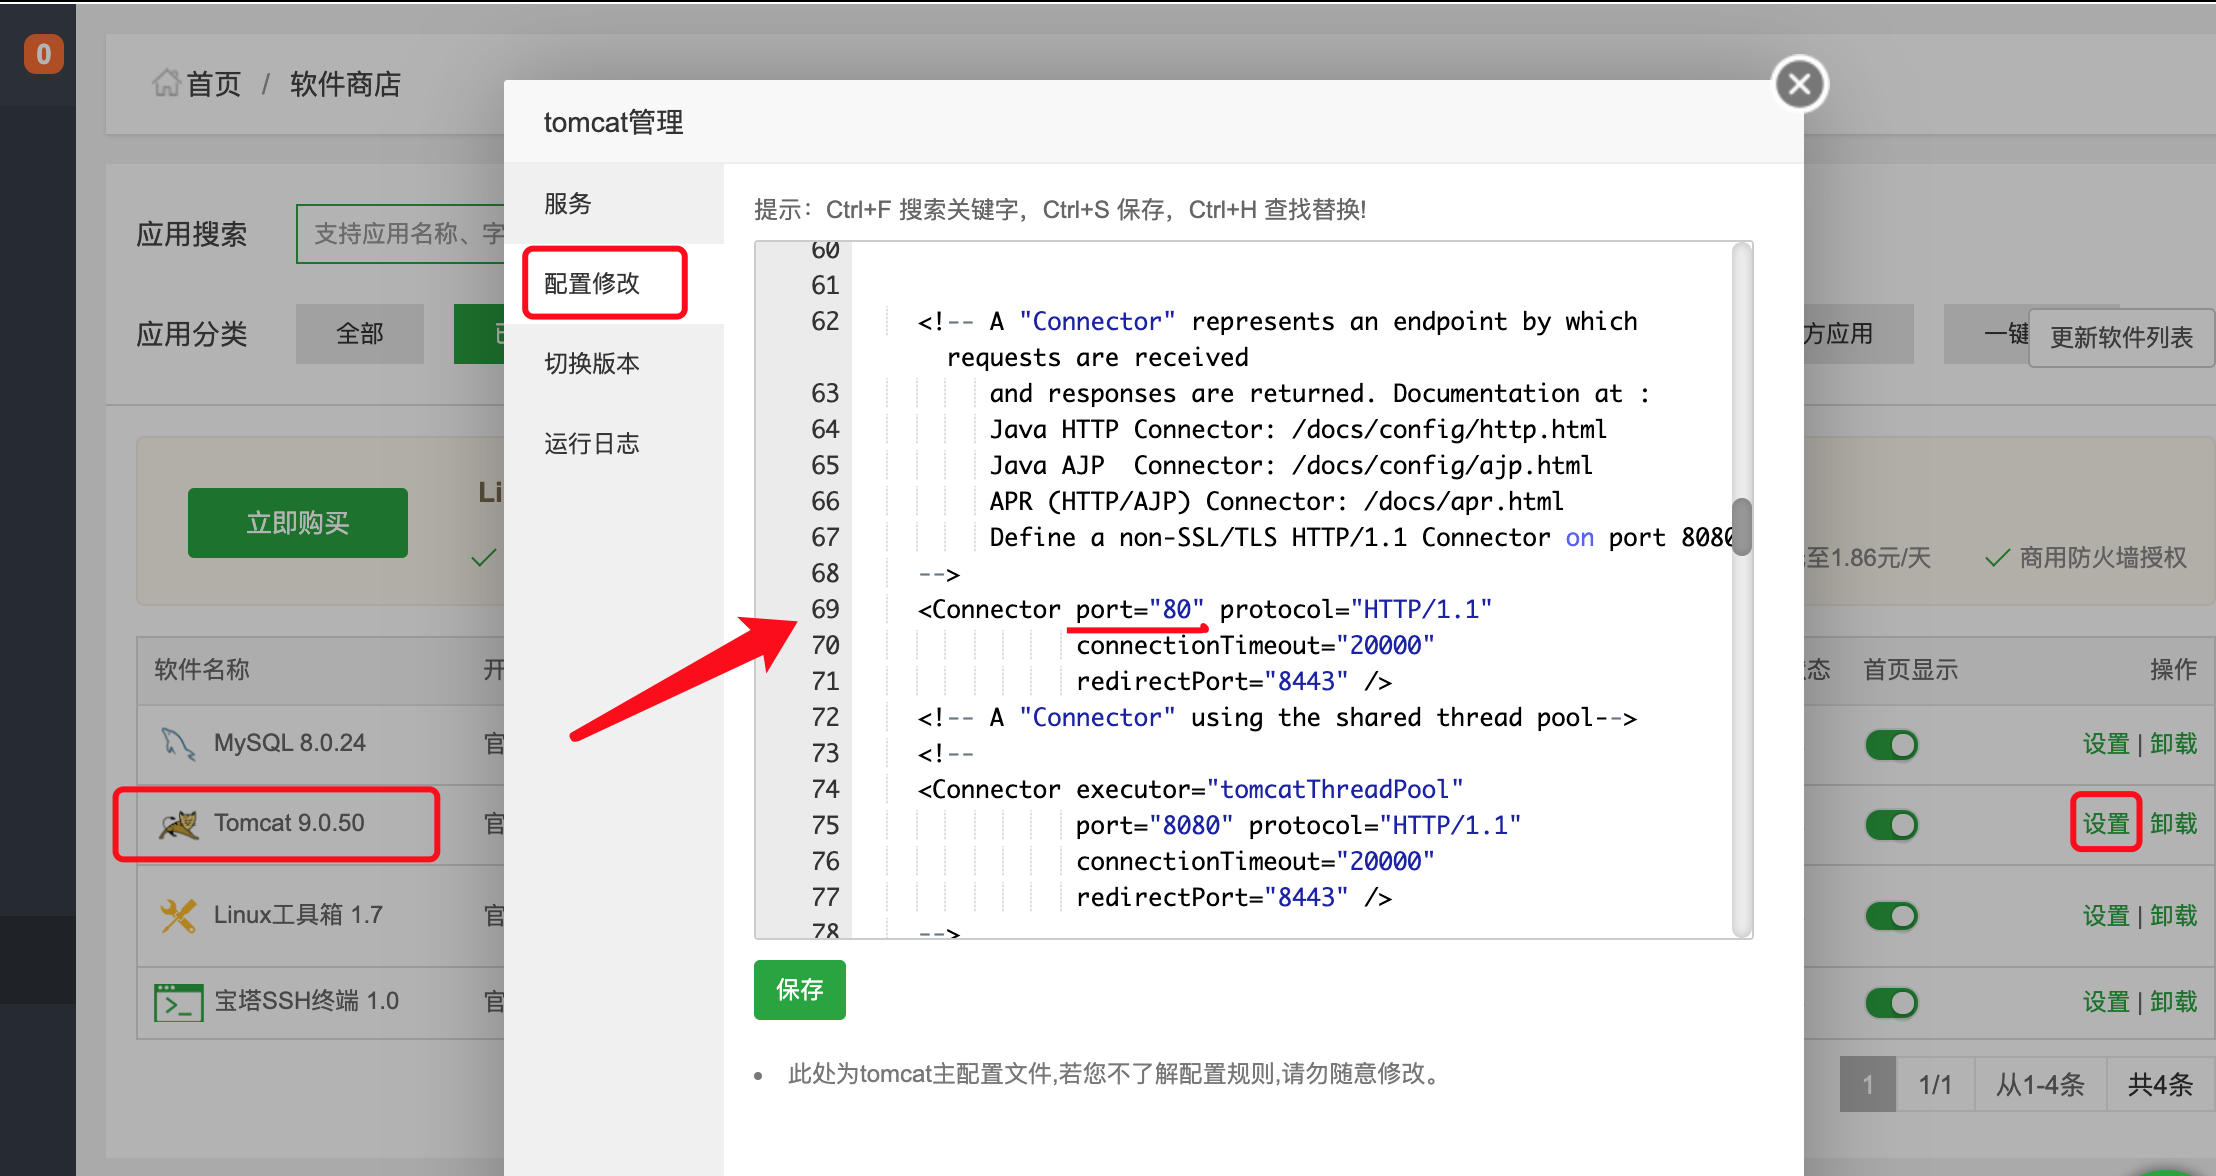 0
首页 / 软件商店
tomcat管理
应用搜索
支持应用名称、字
应用分类
全部
方应用
一键
更新软件列表
立即购买
Li
至1.86元/天
商用防火墙授权
软件名称
开
态
首页显示
操作
MySQL 8.0.24
官
设置 | 卸载
Tomcat 9.0.50
官
设置
卸载
Linux工具箱 1.7
官
设置 | 卸载
宝塔SSH终端 1.0
官
设置 | 卸载
1
1/1
从1-4条
共4条
服务
配置修改
切换版本
运行日志
提示：Ctrl+F 搜索关键字，Ctrl+S 保存，Ctrl+H 查找替换!
60
61
62 <!-- A "Connector" represents an endpoint by which
requests are received
63 and responses are returned. Documentation at :
64 Java HTTP Connector: /docs/config/http.html
65 Java AJP  Connector: /docs/config/ajp.html
66 APR (HTTP/AJP) Connector: /docs/apr.html
67 Define a non-SSL/TLS HTTP/1.1 Connector on port 8080
68 -->
69 <Connector port="80" protocol="HTTP/1.1"
70 connectionTimeout="20000"
71 redirectPort="8443" />
72 <!-- A "Connector" using the shared thread pool-->
73 <!--
74 <Connector executor="tomcatThreadPool"
75 port="8080" protocol="HTTP/1.1"
76 connectionTimeout="20000"
77 redirectPort="8443" />
78 -->
保存
此处为tomcat主配置文件,若您不了解配置规则,请勿随意修改。